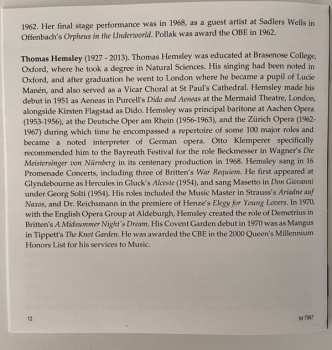 1962. Her final stage performance was in 1968, as a guest artist at Sadlers Wells in
Offenbach's Orpheus in the Underworld. Pollak was award the OBE in 1962.
Thomas Hemsley (1927 - 2013). Thomas Hemsley was educated at Brasenose College,
Oxford, where he took a degree in Natural Sciences. His singing had been noted in
Oxford, and after graduation he went to London where he became a pupil of Lucie
Manén, and also served as a Vicar Choral at St Paul's Cathedral. Hemsley made his
debut in 1951 as Aeneas in Purcell's Dido and Aeneas at the Mermaid Theatre, London,
alongside Kirsten Flagstad as Dido. Hemsley was principal baritone at Aachen Opera
(1953-1956), at the Deutsche Oper am Rhein (1956-1963), and the Zürich Opera (1962-
1967) during which time he encompassed a repertoire of some 100 major roles and
became a noted interpreter of German opera. Otto Klemperer specifically
recommended him to the Bayreuth Festival for the role Beckmesser in Wagner's Die
Meistersinger von Nürnberg in its centenary production in 1968. Hemsley sang in 16
Promenade Concerts, including three of Britten's War Requiem. He first appeared at
Glyndebourne as Hercules in Gluck's Alceste (1954), and sang Masetto in Don Giovanni
under Georg Solti (1954). His roles included the Music Master in Strauss's Ariadne auf
Naxos, and Dr. Reichsmann in the premiere of Henze's Elegy for Young Lovers. In 1970,
with the English Opera Group at Aldeburgh, Hemsley created the role of Demetrius in
Britten's A Midsummer Night's Dream. His Covent Garden debut in 1970 was as Mangus
in Tippett's The Knot Garden. He was awarded the CBE in the 2000 Queen's Millennium
Honors List for his services to Music.
12